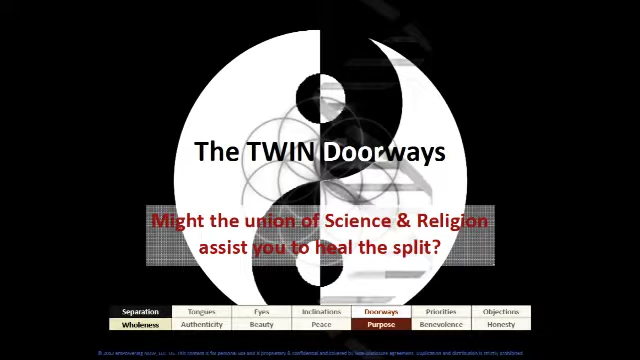 The TWIN Doorways
Might the union of Science & Religion
assist you to heal the split?
Separation Tongues Eyes Inclinations Doorways Priorities Objections
Wholeness Authenticity Beauty Peace Purpose Benevolence Honesty